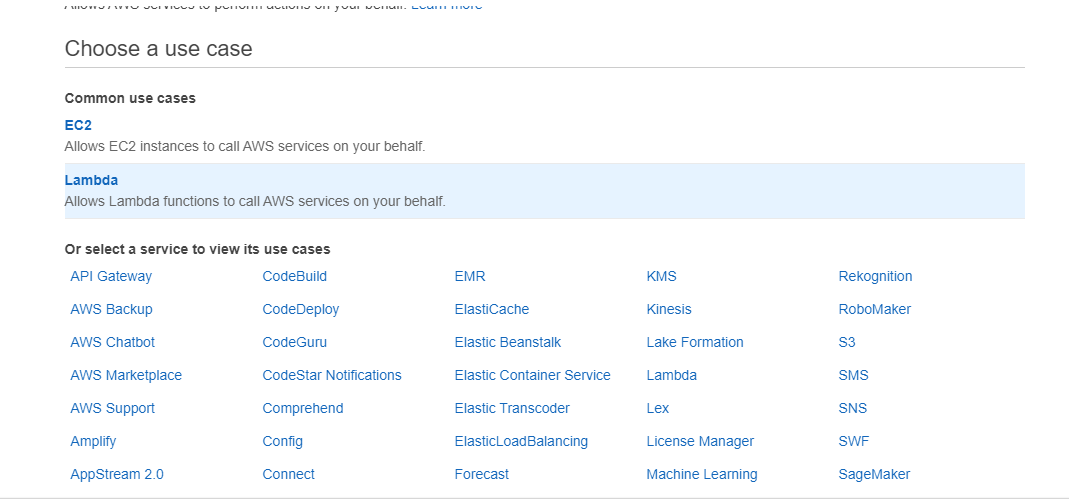 Allows AWS services to perform actions on your behalf. Learn more
Choose a use case
Common use cases
EC2
Allows EC2 instances to call AWS services on your behalf.
Lambda
Allows Lambda functions to call AWS services on your behalf.
Or select a service to view its use cases
API Gateway CodeBuild EMR KMS Rekognition
AWS Backup CodeDeploy ElastiCache Kinesis RoboMaker
AWS Chatbot CodeGuru Elastic Beanstalk Lake Formation S3
AWS Marketplace CodeStar Notifications Elastic Container Service Lambda SMS
AWS Support Comprehend Elastic Transcoder Lex SNS
Amplify Config ElasticLoadBalancing License Manager SWF
AppStream 2.0 Connect Forecast Machine Learning SageMaker